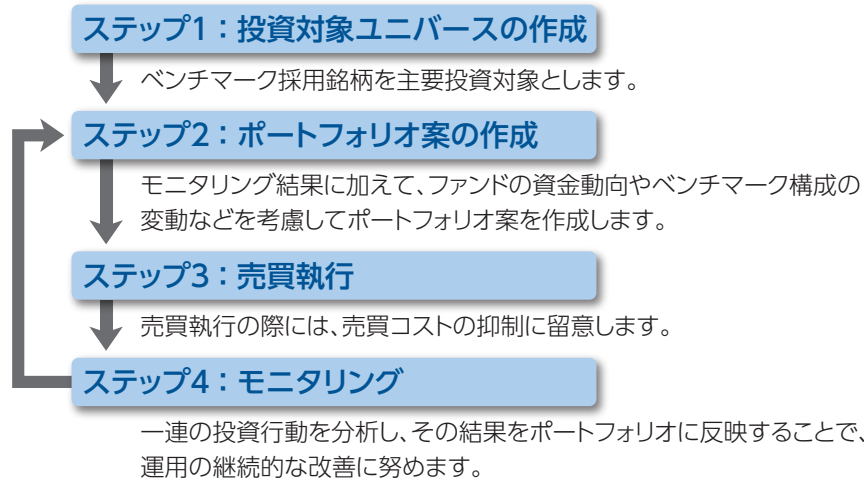 ステップ1：投資対象ユニバースの作成
ベンチマーク採用銘柄を主要投資対象とします。
ステップ2：ポートフォリオ案の作成
モニタリング結果に加えて、ファンドの資金動向やベンチマーク構成の
変動などを考慮してポートフォリオ案を作成します。
ステップ3：売買執行
売買執行の際には、売買コストの抑制に留意します。
ステップ4：モニタリング
一連の投資行動を分析し、その結果をポートフォリオに反映することで、
運用の継続的な改善に努めます。